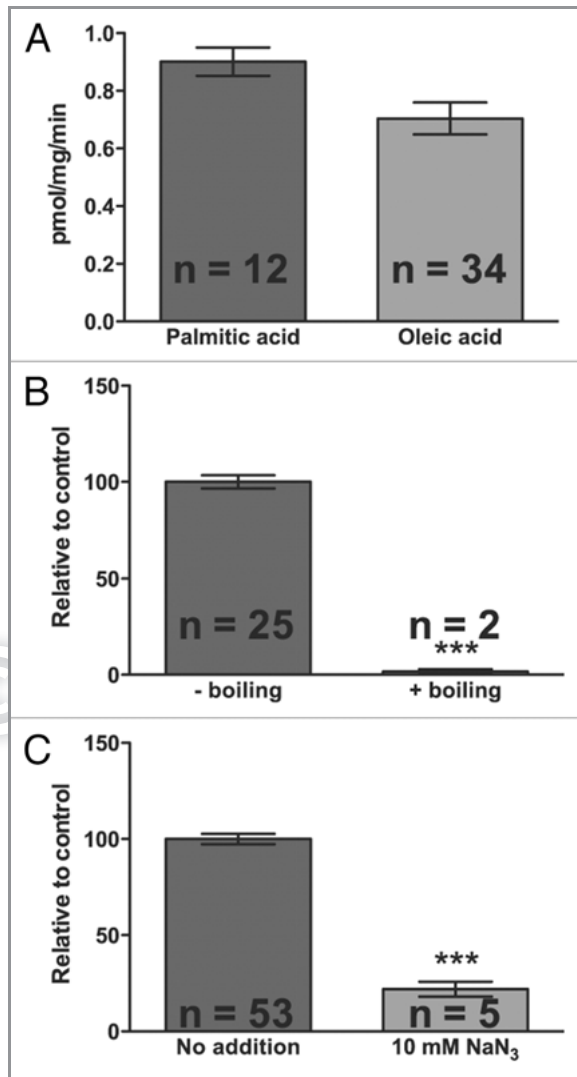 A
pmol/mg/min
1.0
0.8
0.6
0.4
0.2
0.0
n = 12
n = 34
Palmitic acid
Oleic acid
B
Relative to control
150
100
50
0
n = 25
n = 2
***
- boiling
+ boiling
C
Relative to control
150
100
50
0
n = 53
***
n = 5
No addition
10 mM NaN₃